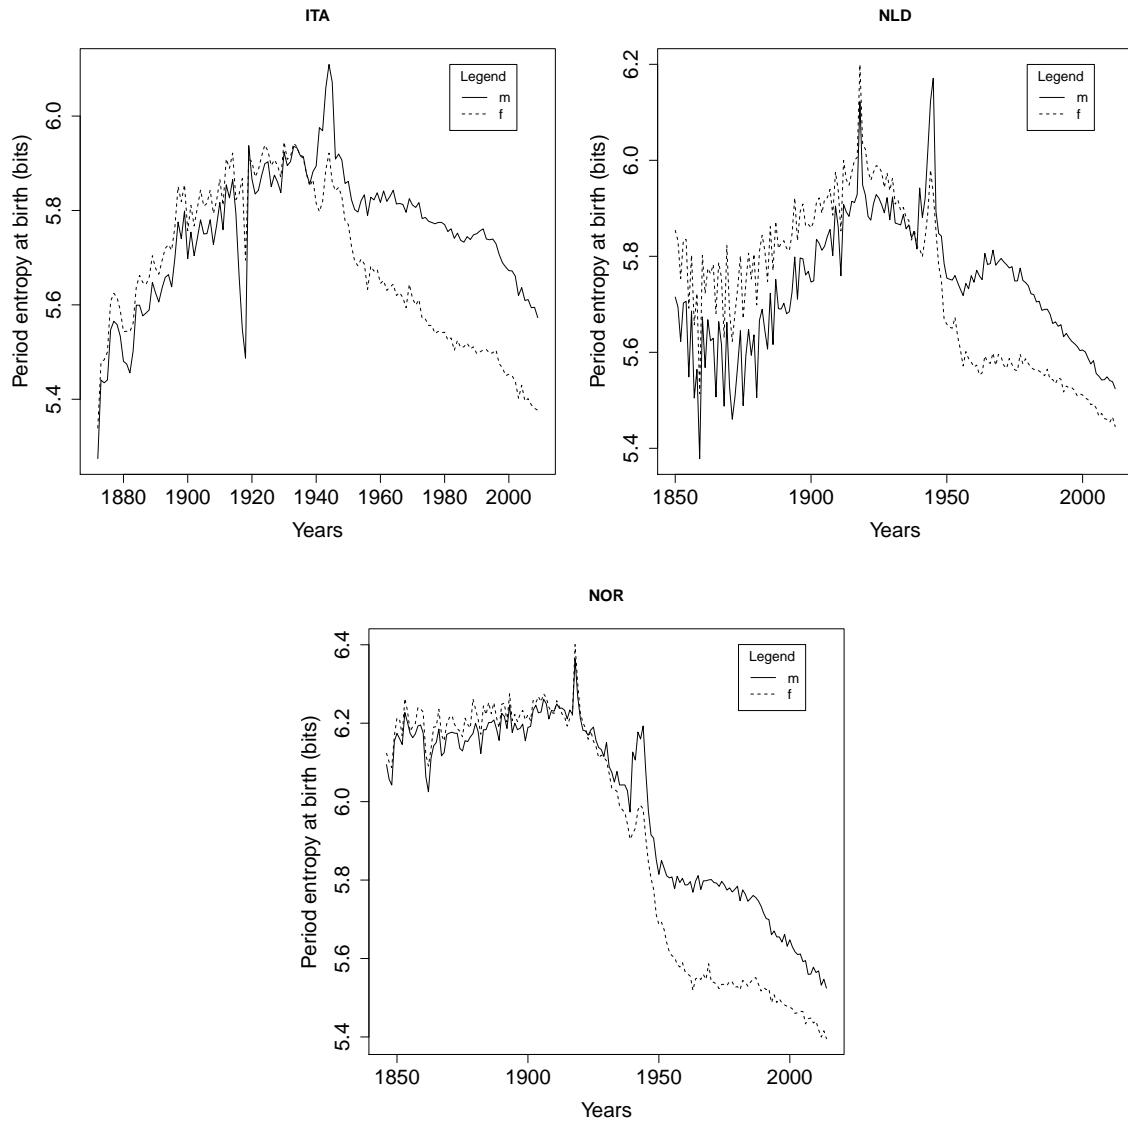 ITA
Period entropy at birth (bits)
6.0
5.8
5.6
5.4
Legend
m
f
1880 1900 1920 1940 1960 1980 2000
Years
NLD
Period entropy at birth (bits)
6.2
6.0
5.8
5.6
5.4
Legend
m
f
1850 1900 1950 2000
Years
NOR
Period entropy at birth (bits)
6.4
6.2
6.0
5.8
5.6
5.4
Legend
m
f
1850 1900 1950 2000
Years